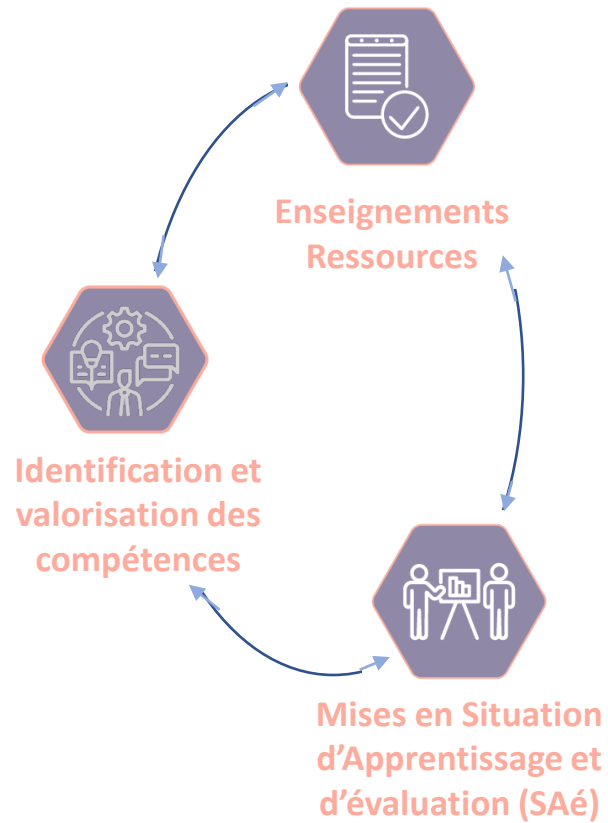 Enseignements
Ressources
Identification et
valorisation des
compétences
Mises en Situation
d’Apprentissage et
d’évaluation (SAé)